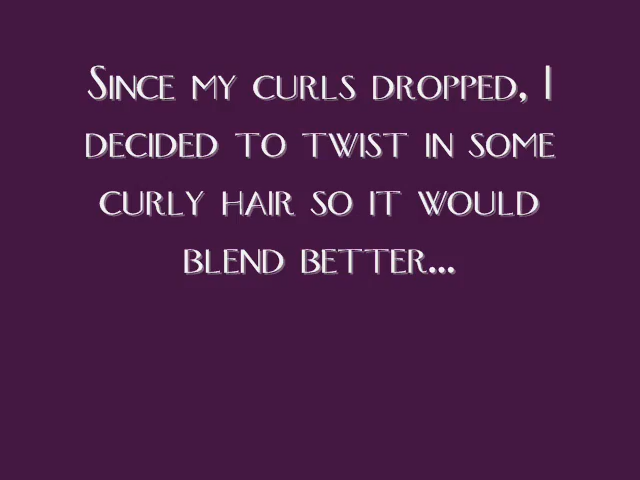 Since my curls dropped, I
decided to twist in some
curly hair so it would
blend better...